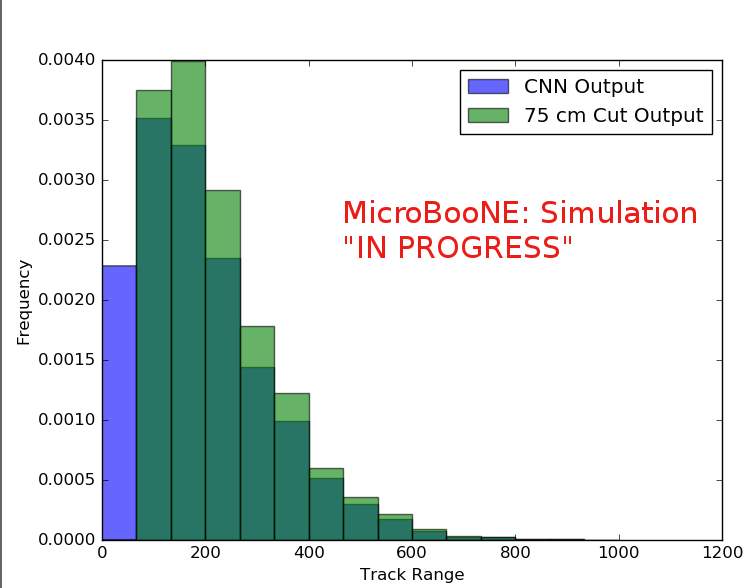 0.0040
0.0035
0.0030
0.0025
0.0020
0.0015
0.0010
0.0005
0.0000
Frequency
CNN Output
75 cm Cut Output
MicroBooNE: Simulation
"IN PROGRESS"
0 200 400 600 800 1000 1200
Track Range